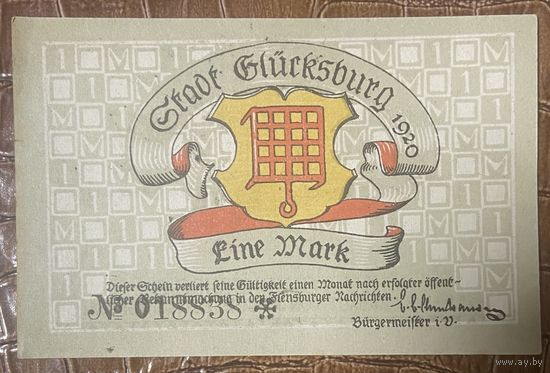 Stadt Glücksburg 1920
Eine Mark
Dieser Schein verliert seine Gültigkeit einen Monat nach erfolgter öffent-
licher Bekanntmachung in den Flensburger Nachrichten.
No 018838 *
Bürgermeister i.V.
www.ay.by